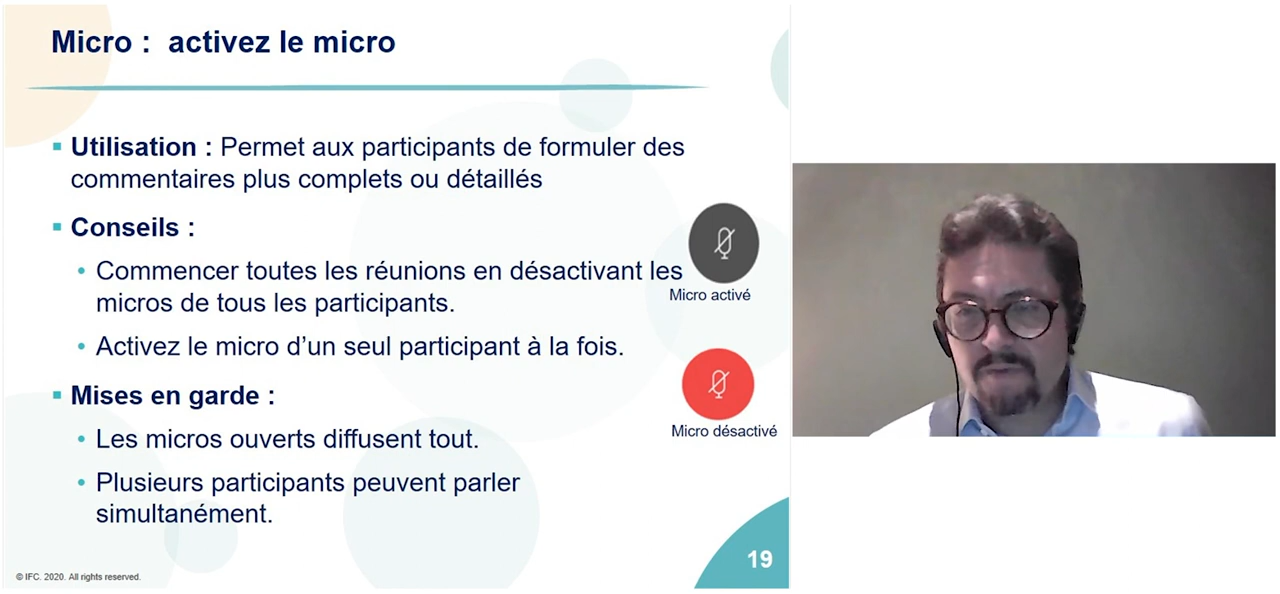 Micro :  activez le micro
Utilisation : Permet aux participants de formuler des
commentaires plus complets ou détaillés
Conseils :
Commencer toutes les réunions en désactivant les
micros de tous les participants.
Micro activé
Activez le micro d’un seul participant à la fois.
Mises en garde :
Micro désactivé
Les micros ouverts diffusent tout.
Plusieurs participants peuvent parler
simultanément.
19
© IFC. 2020. All rights reserved.